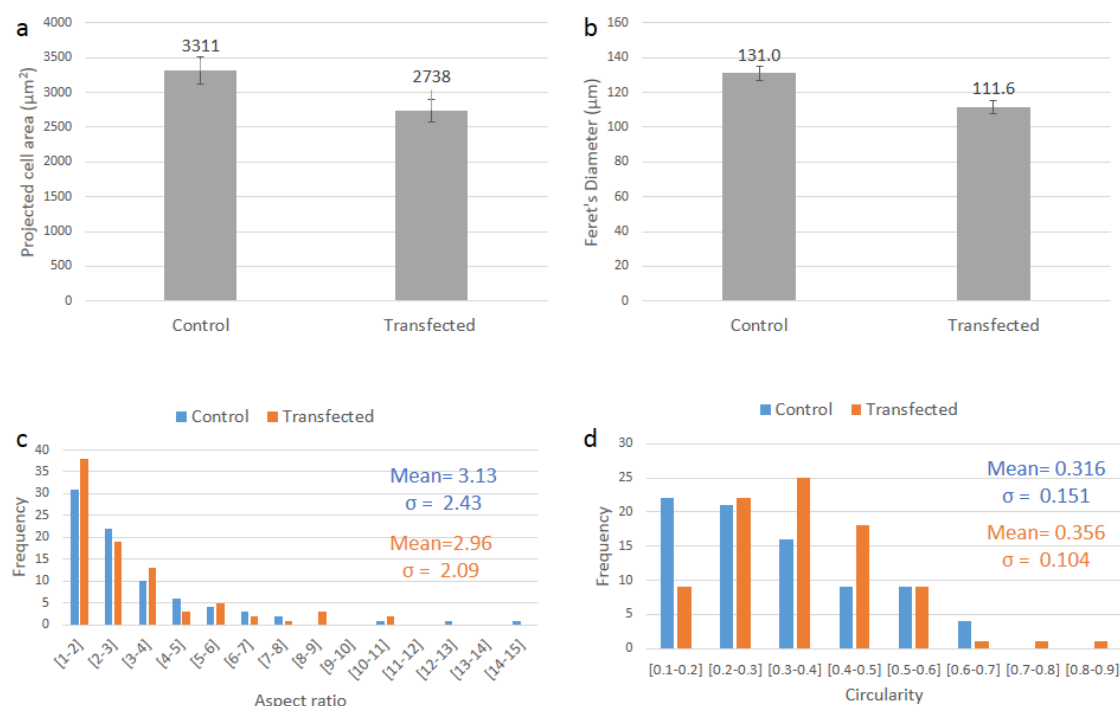 a
Projected cell area (µm²)
4000
3500
3000
2500
2000
1500
1000
500
0
3311
2738
Control
Transfected
b
Feret's Diameter (µm)
160
140
120
100
80
60
40
20
0
131.0
111.6
Control
Transfected
c
Control
Transfected
Frequency
40
35
30
25
20
15
10
5
0
Mean= 3.13
σ = 2.43
Mean=2.96
σ = 2.09
[1-2]
[2-3]
[3-4]
[4-5]
[5-6]
[6-7]
[7-8]
[8-9]
[9-10]
[10-11]
[11-12]
[12-13]
[13-14]
[14-15]
Aspect ratio
d
Control
Transfected
Frequency
30
25
20
15
10
5
0
Mean= 0.316
σ = 0.151
Mean=0.356
σ = 0.104
[0.1-0.2] [0.2-0.3] [0.3-0.4] [0.4-0.5] [0.5-0.6] [0.6-0.7] [0.7-0.8] [0.8-0.9]
Circularity